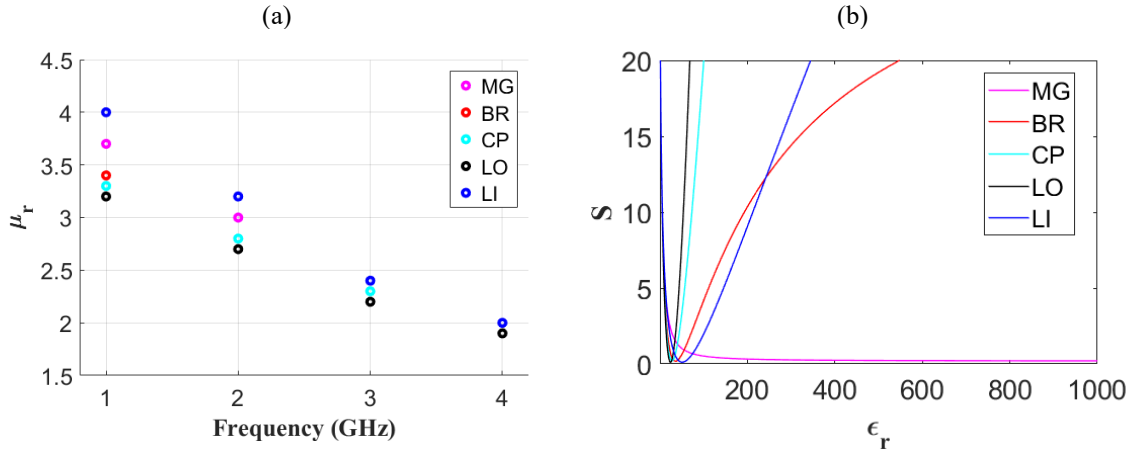 (a)
(b)
4.5
4
3.5
3
2.5
2
1.5
μr
1
2
3
4
Frequency (GHz)
MG
BR
CP
LO
LI
20
15
10
5
0
S
200
400
600
800
1000
ϵr
MG
BR
CP
LO
LI